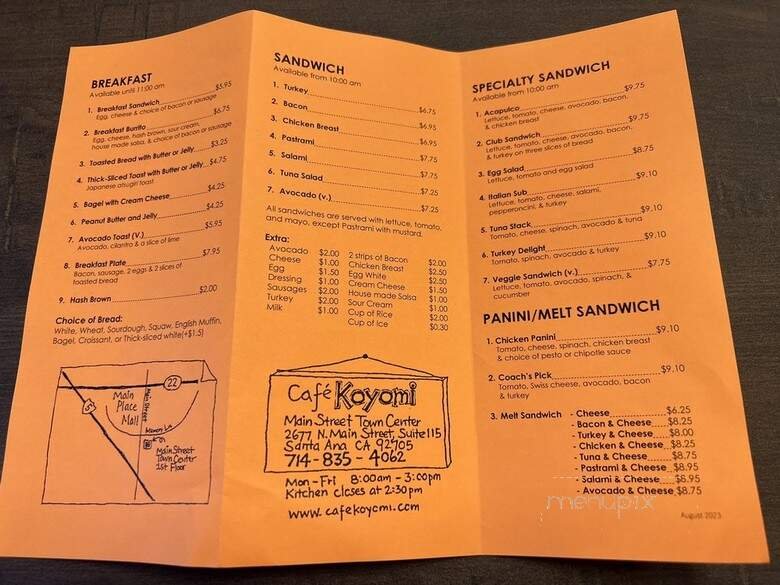 BREAKFAST
Available until 11:00 am
1. Breakfast Sandwich $5.95
Egg, cheese & choice of bacon or sausage
2. Breakfast Burrito $6.75
Egg, cheese, hash brown, sour cream,
house made salsa, & choice of bacon or sausage
3. Toasted Bread with Butter or Jelly $3.25
4. Thick-Sliced Toast with Butter or Jelly $4.75
Japanese atsugiri toast
5. Bagel with Cream Cheese $4.25
6. Peanut Butter and Jelly $4.25
7. Avocado Toast (V.) $5.95
Avocado, cilantro & a slice of lime
8. Breakfast Plate $7.95
Bacon, sausage, 2 eggs & 2 slices of
toasted bread
9. Hash Brown $2.00
Choice of Bread:
White, Wheat, Sourdough, Squaw, English Muffin,
Bagel, Croissant, or Thick-sliced white(+$1.5)
22
5
Main
Place
Mall
Main Street
Memory Ln
Main Street
Town Center
1st Floor
SANDWICH
Available from 10:00 am
1. Turkey $6.75
2. Bacon $6.95
3. Chicken Breast $6.95
4. Pastrami $7.75
5. Salami $7.75
6. Tuna Salad $7.25
7. Avocado (v.) $7.25
All sandwiches are served with lettuce, tomato,
and mayo, except Pastrami with mustard.
Extra:
Avocado $2.00
Cheese $1.00
Egg $1.50
Dressing $1.00
Sausages $2.00
Turkey $2.00
Milk $1.00
2 strips of Bacon $2.00
Chicken Breast $2.50
Egg White $2.50
Cream Cheese $1.50
House made Salsa $1.00
Sour Cream $1.00
Cup of Rice $2.00
Cup of Ice $0.30
Café Koyomi
Main Street Town Center
2677 N. Main Street, Suite 115
Santa Ana CA 92705
714-835-4062
Mon-Fri 8:00am - 3:00pm
Kitchen closes at 2:30pm
www.cafekoyomi.com
SPECIALTY SANDWICH
Available from 10:00 am
1. Acapulco $9.75
Lettuce, tomato, cheese, avocado, bacon,
& chicken breast
2. Club Sandwich $9.75
Lettuce, tomato, cheese, avocado, bacon,
& turkey on three slices of bread
3. Egg Salad $8.75
Lettuce, tomato and egg salad
4. Italian Sub $9.10
Lettuce, tomato, cheese, salami,
pepperoncini, & turkey
5. Tuna Stack $9.10
Tomato, cheese, spinach, avocado & tuna
6. Turkey Delight $9.10
Tomato, spinach, avocado & turkey
7. Veggie Sandwich (v.) $7.75
Lettuce, tomato, avocado, spinach, &
cucumber
PANINI/MELT SANDWICH
1. Chicken Panini $9.10
Tomato, cheese, spinach, chicken breast
& choice of pesto or chipotle sauce
2. Coach's Pick $9.10
Tomato, Swiss cheese, avocado, bacon
& turkey
3. Melt Sandwich - Cheese $6.25
- Bacon & Cheese $8.25
- Turkey & Cheese $8.00
- Chicken & Cheese $8.25
- Tuna & Cheese $8.75
- Pastrami & Cheese $8.95
- Salami & Cheese $8.95
- Avocado & Cheese $8.75
menupix
August 2023